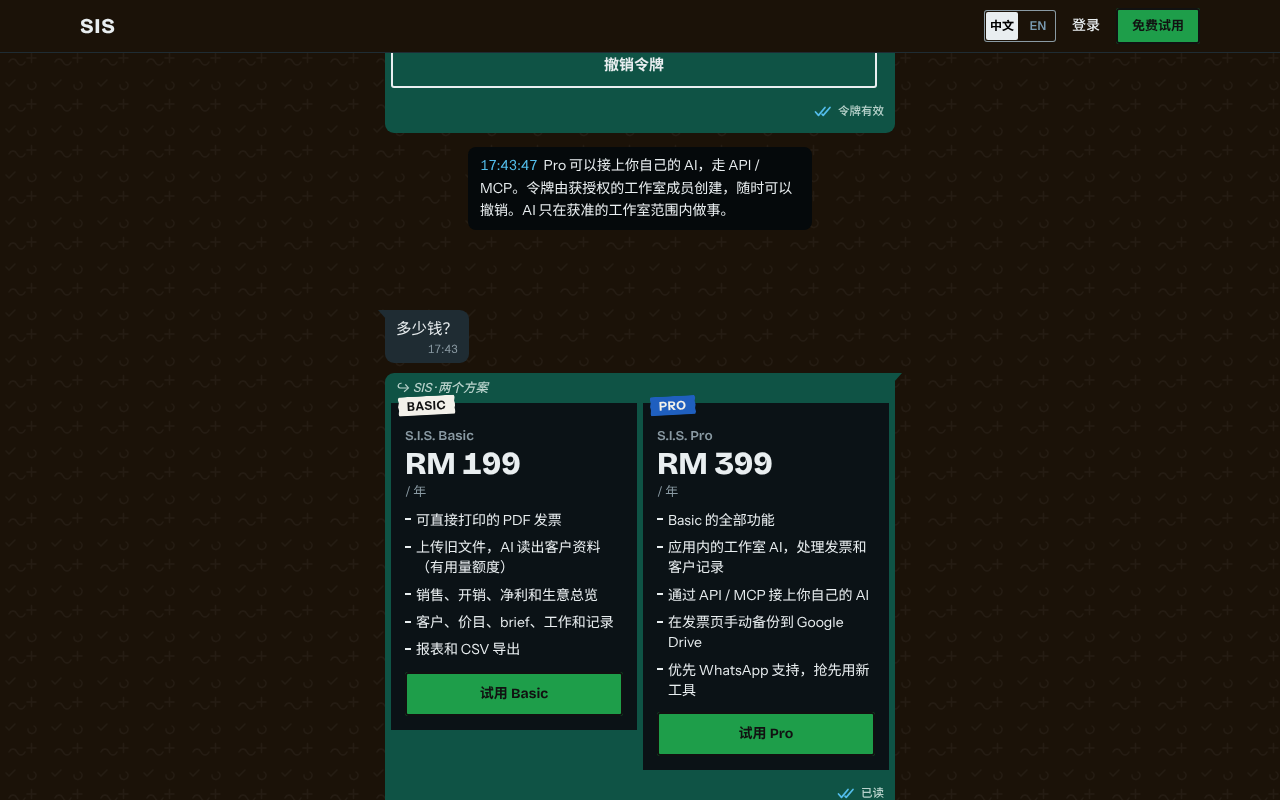 SIS
中文 EN 登录 免费试用
撤销令牌
令牌有效
17:43:47 Pro 可以接上你自己的 AI，走 API /
MCP。令牌由获授权的工作室成员创建，随时可以
撤销。AI 只在获准的工作室范围内做事。
多少钱？
17:43
↪ SIS · 两个方案
BASIC
S.I.S. Basic
RM 199
/ 年
– 可直接打印的 PDF 发票
– 上传旧文件，AI 读出客户资料
（有用量额度）
– 销售、开销、净利和生意总览
– 客户、价目、brief、工作和记录
– 报表和 CSV 导出
试用 Basic
PRO
S.I.S. Pro
RM 399
/ 年
– Basic 的全部功能
– 应用内的工作室 AI，处理发票和
客户记录
– 通过 API / MCP 接上你自己的 AI
– 在发票页手动备份到 Google
Drive
– 优先 WhatsApp 支持，抢先用新
工具
试用 Pro
已读